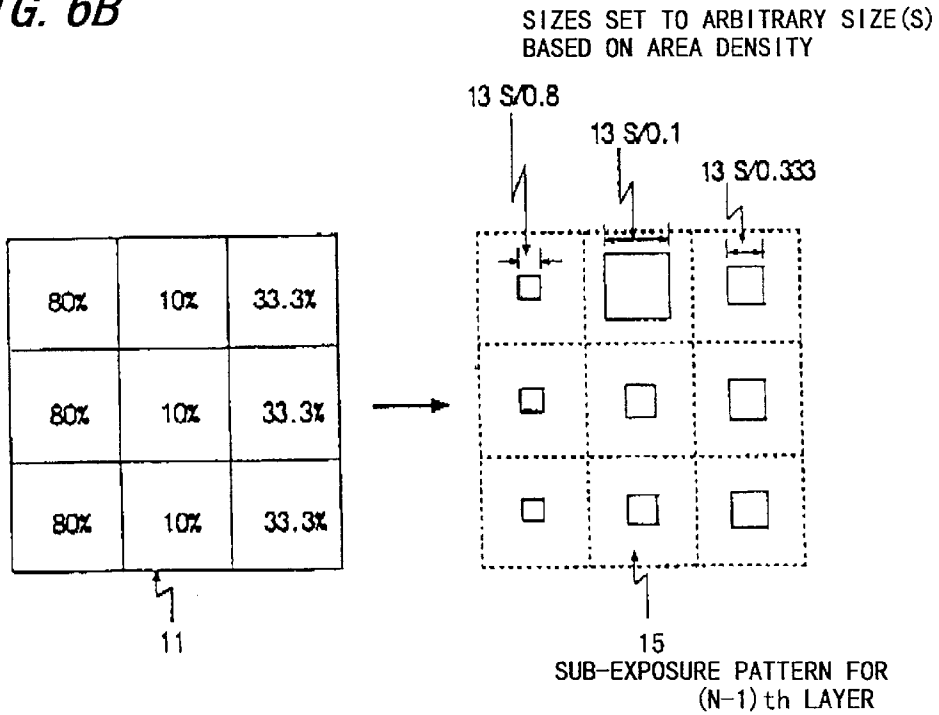 FIG. 6B
SIZES SET TO ARBITRARY SIZE(S)
BASED ON AREA DENSITY
13 S/0.8
13 S/0.1
13 S/0.333
80% 10% 33.3%
80% 10% 33.3%
80% 10% 33.3%
11
15
SUB-EXPOSURE PATTERN FOR
(N-1)th LAYER